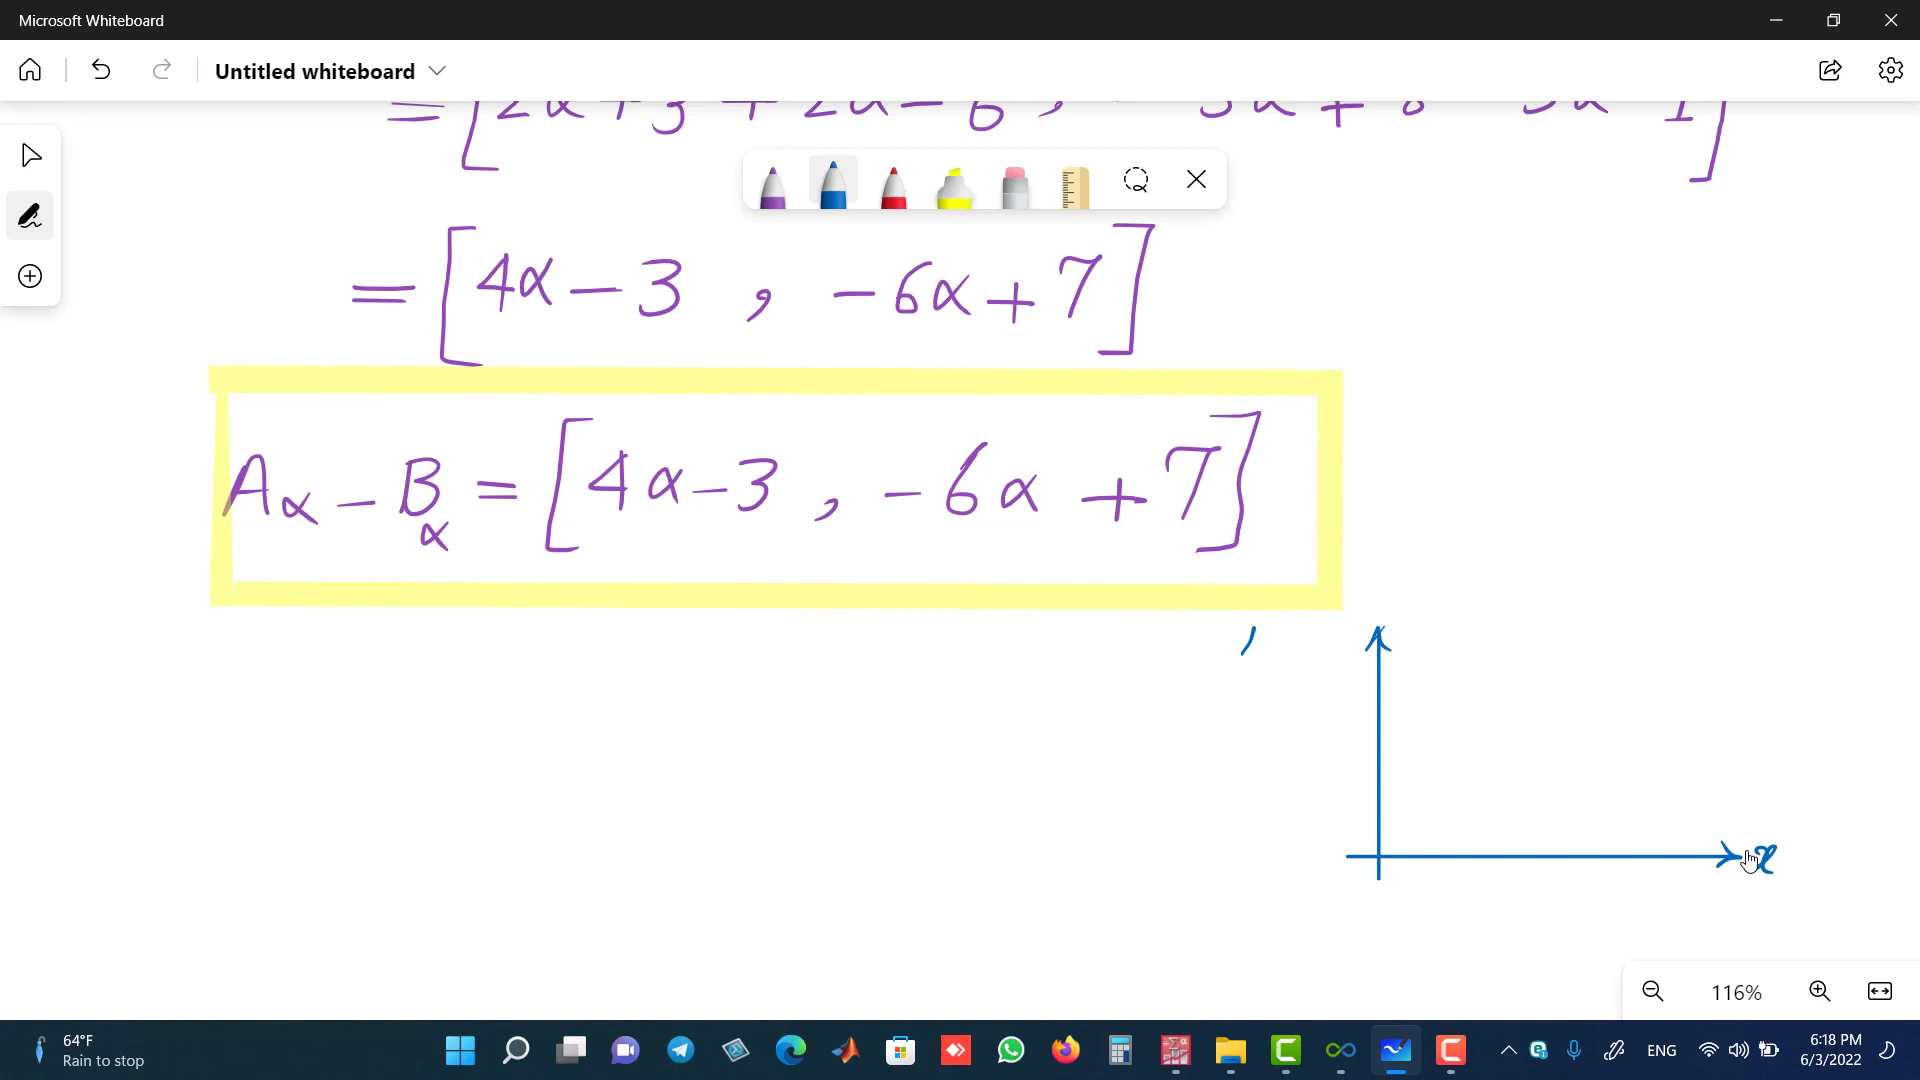 Microsoft Whiteboard
Untitled whiteboard
= [4α - 3 , - 6α + 7]
Aα - Bα = [4α - 3 , - 6α + 7]
x
116%
64°F
Rain to stop
ENG
6:18 PM
6/3/2022